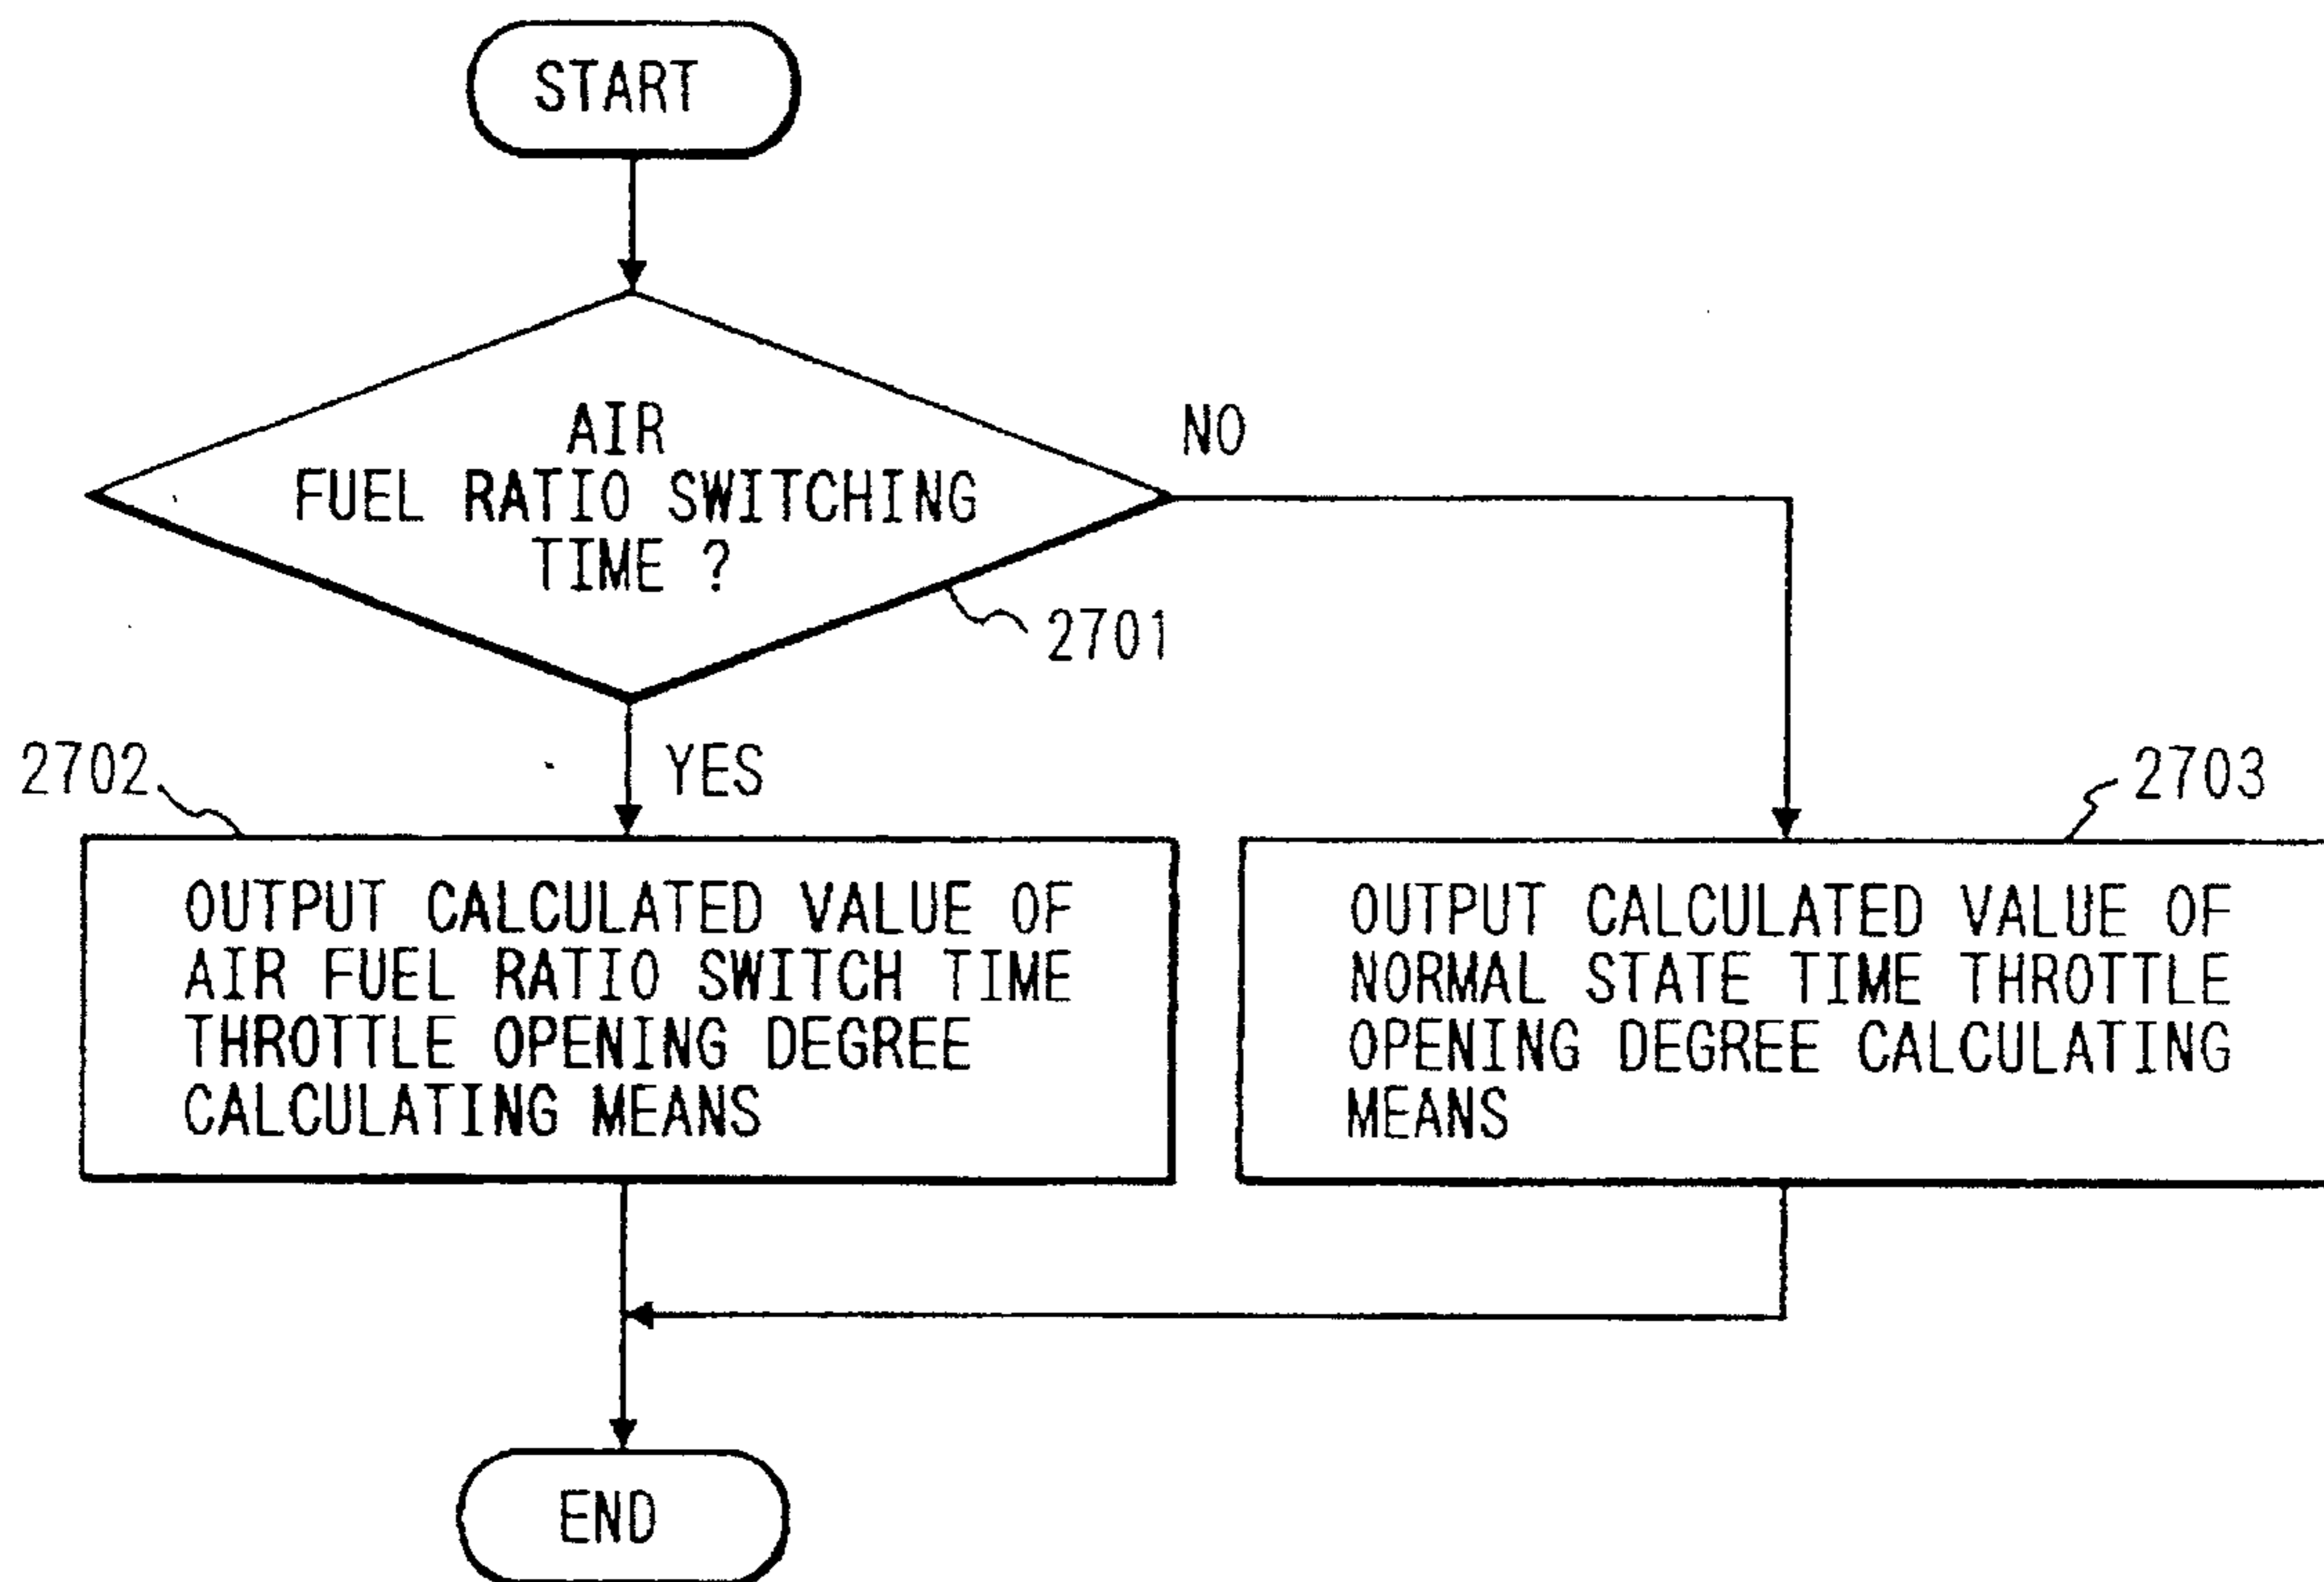 START
AIR
FUEL RATIO SWITCHING
TIME ?
NO
2701
YES
2702
OUTPUT CALCULATED VALUE OF
AIR FUEL RATIO SWITCH TIME
THROTTLE OPENING DEGREE
CALCULATING MEANS
2703
OUTPUT CALCULATED VALUE OF
NORMAL STATE TIME THROTTLE
OPENING DEGREE CALCULATING
MEANS
END